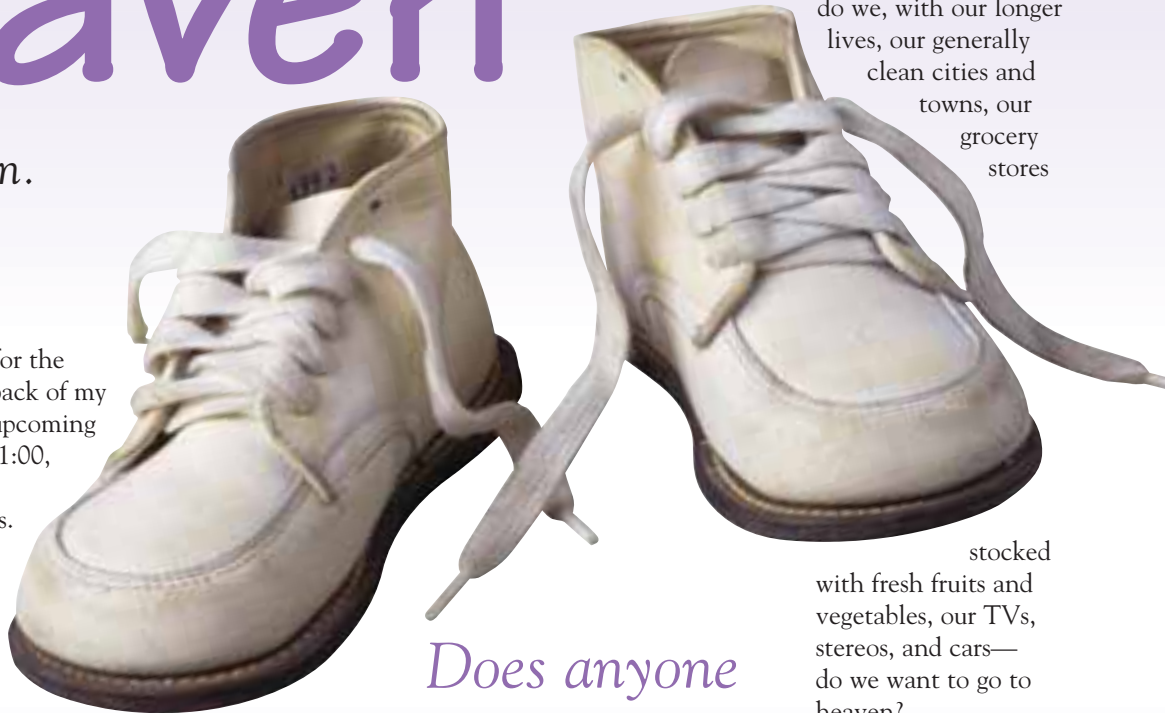 aven
n.
for the
back of my
upcoming
1:00,
s.
Does anyone
do we, with our longer
lives, our generally
clean cities and
towns, our
grocery
stores
stocked
with fresh fruits and
vegetables, our TVs,
stereos, and cars—
do we want to go to
heaven?